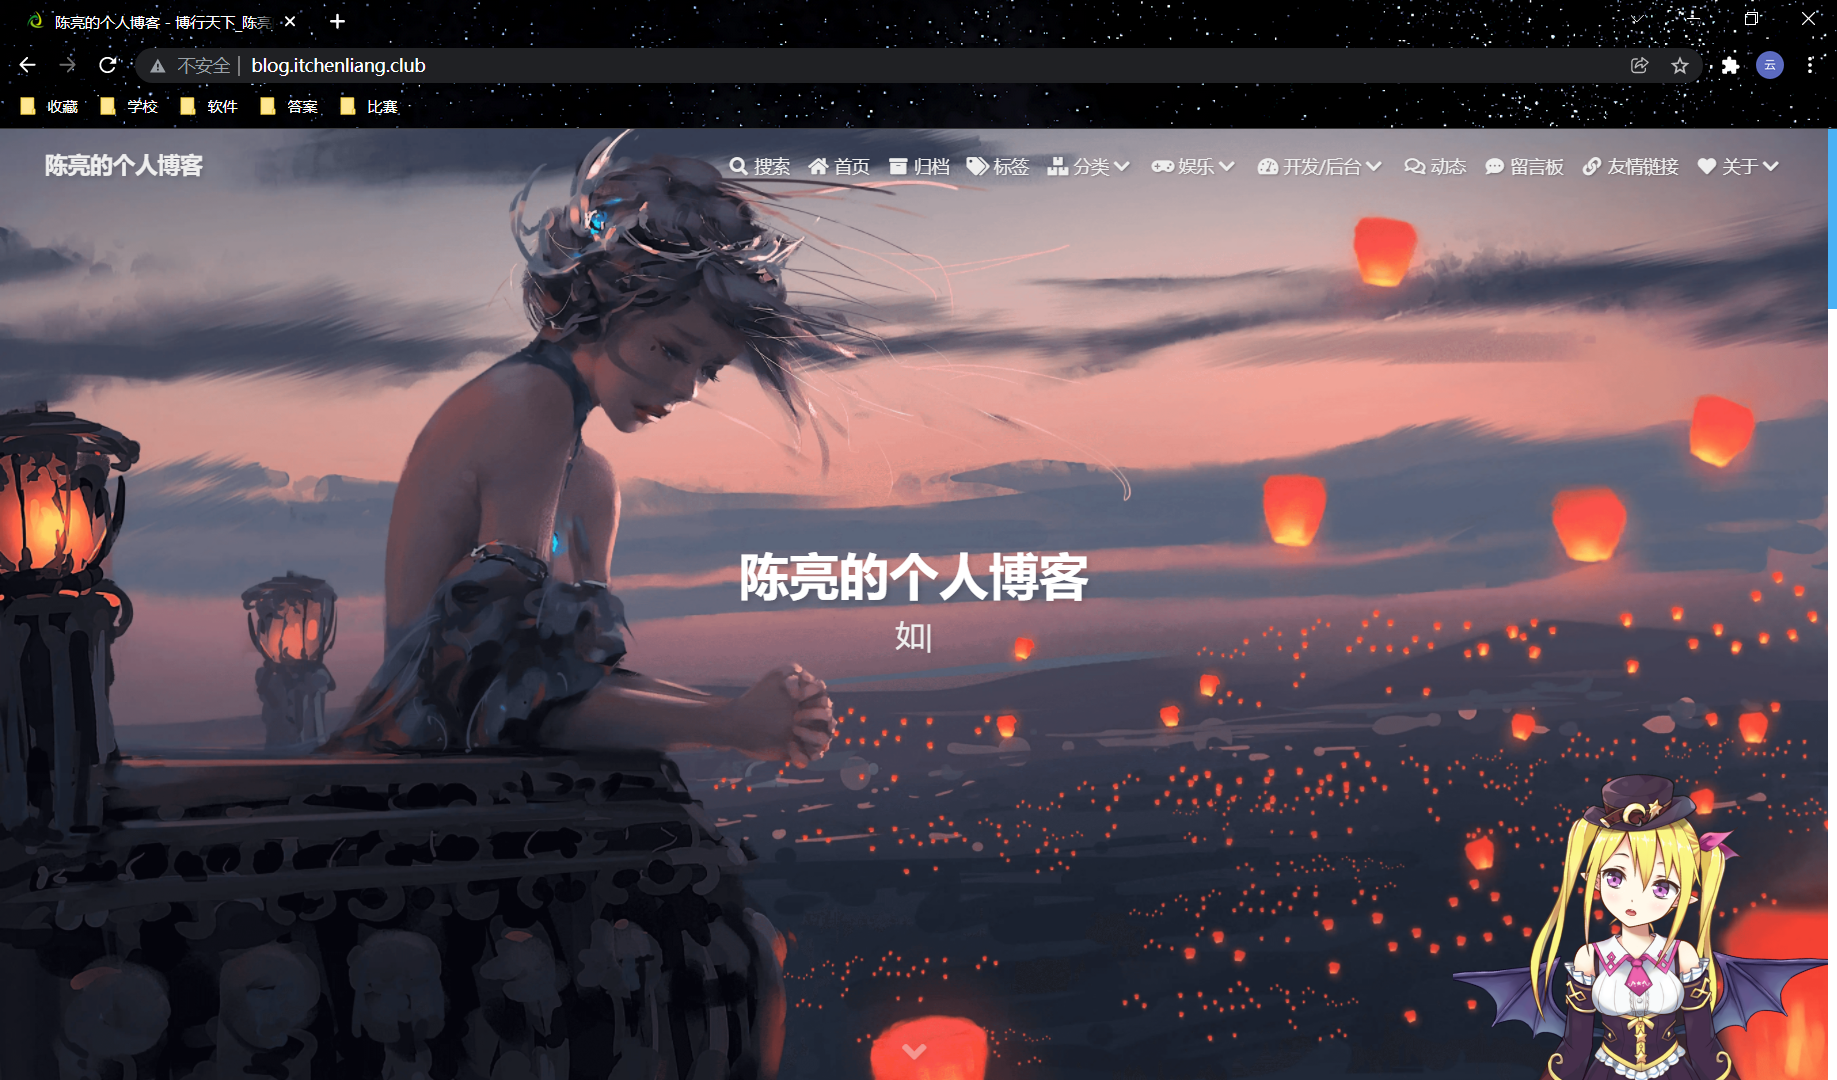 陈亮的个人博客 - 博行天下_陈亮
不安全 | blog.itchenliang.club
云
收藏 学校 软件 答案 比赛
陈亮的个人博客 搜索 首页 归档 标签 分类 娱乐 开发/后台 动态 留言板 友情链接 关于
陈亮的个人博客
如|